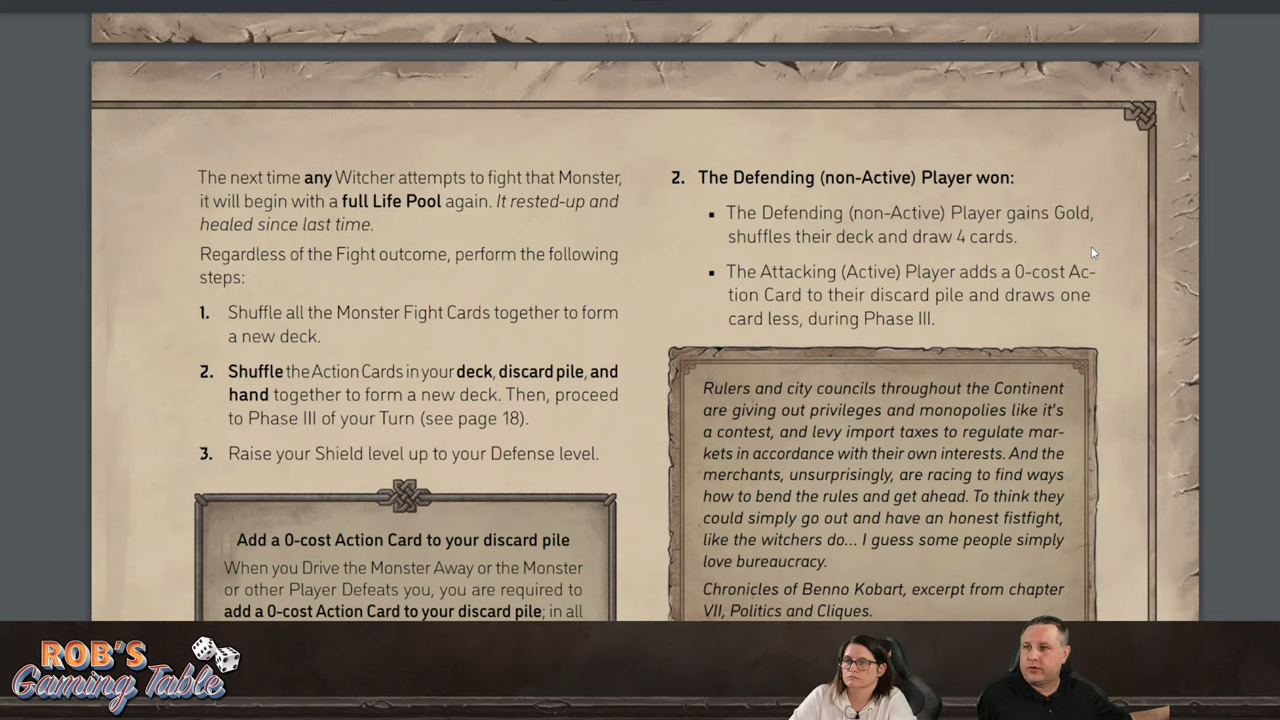 The next time any Witcher attempts to fight that Monster,
it will begin with a full Life Pool again. It rested-up and
healed since last time.
Regardless of the Fight outcome, perform the following
steps:
1. Shuffle all the Monster Fight Cards together to form
a new deck.
2. Shuffle the Action Cards in your deck, discard pile, and
hand together to form a new deck. Then, proceed
to Phase III of your Turn (see page 18).
3. Raise your Shield level up to your Defense level.
Add a 0-cost Action Card to your discard pile
When you Drive the Monster Away or the Monster
or other Player Defeats you, you are required to
add a 0-cost Action Card to your discard pile; in all
2. The Defending (non-Active) Player won:
▪ The Defending (non-Active) Player gains Gold,
shuffles their deck and draw 4 cards.
▪ The Attacking (Active) Player adds a 0-cost Ac-
tion Card to their discard pile and draws one
card less, during Phase III.
Rulers and city councils throughout the Continent
are giving out privileges and monopolies like it's
a contest, and levy import taxes to regulate mar-
kets in accordance with their own interests. And the
merchants, unsurprisingly, are racing to find ways
how to bend the rules and get ahead. To think they
could simply go out and have an honest fistfight,
like the witchers do... I guess some people simply
love bureaucracy.
Chronicles of Benno Kobart, excerpt from chapter
VII, Politics and Cliques.
ROB'S
Gaming Table